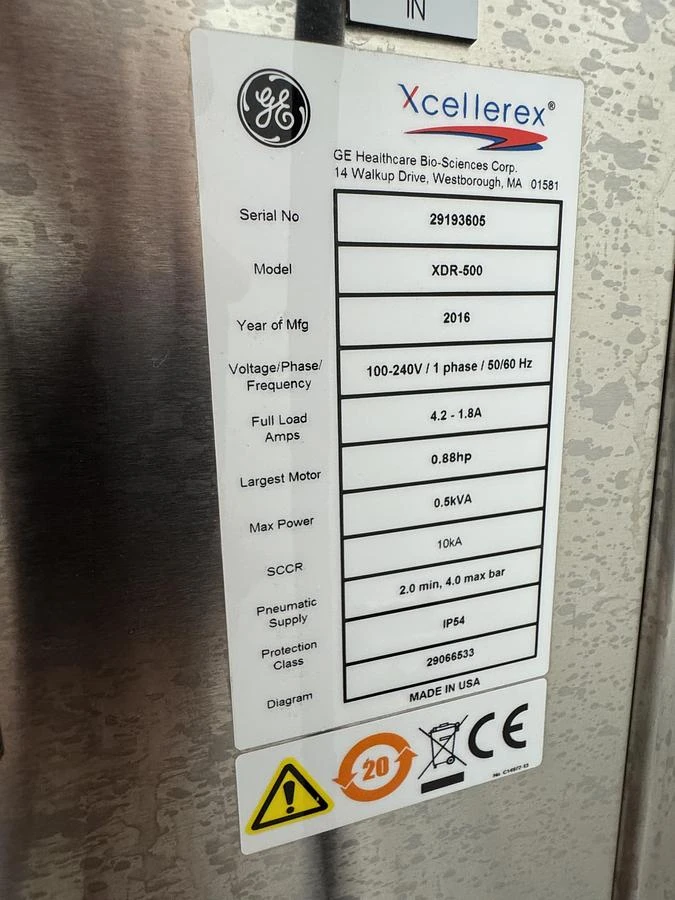 IN
GE
Xcellerex®
GE Healthcare Bio-Sciences Corp.
14 Walkup Drive, Westborough, MA 01581
Serial No 29193605
Model XDR-500
Year of Mfg 2016
Voltage/Phase/
Frequency 100-240V / 1 phase / 50/60 Hz
Full Load
Amps 4.2 - 1.8A
Largest Motor 0.88hp
Max Power 0.5kVA
SCCR 10kA
Pneumatic
Supply 2.0 min, 4.0 max bar
Protection
Class IP54
Diagram 29066533
MADE IN USA
20
CE